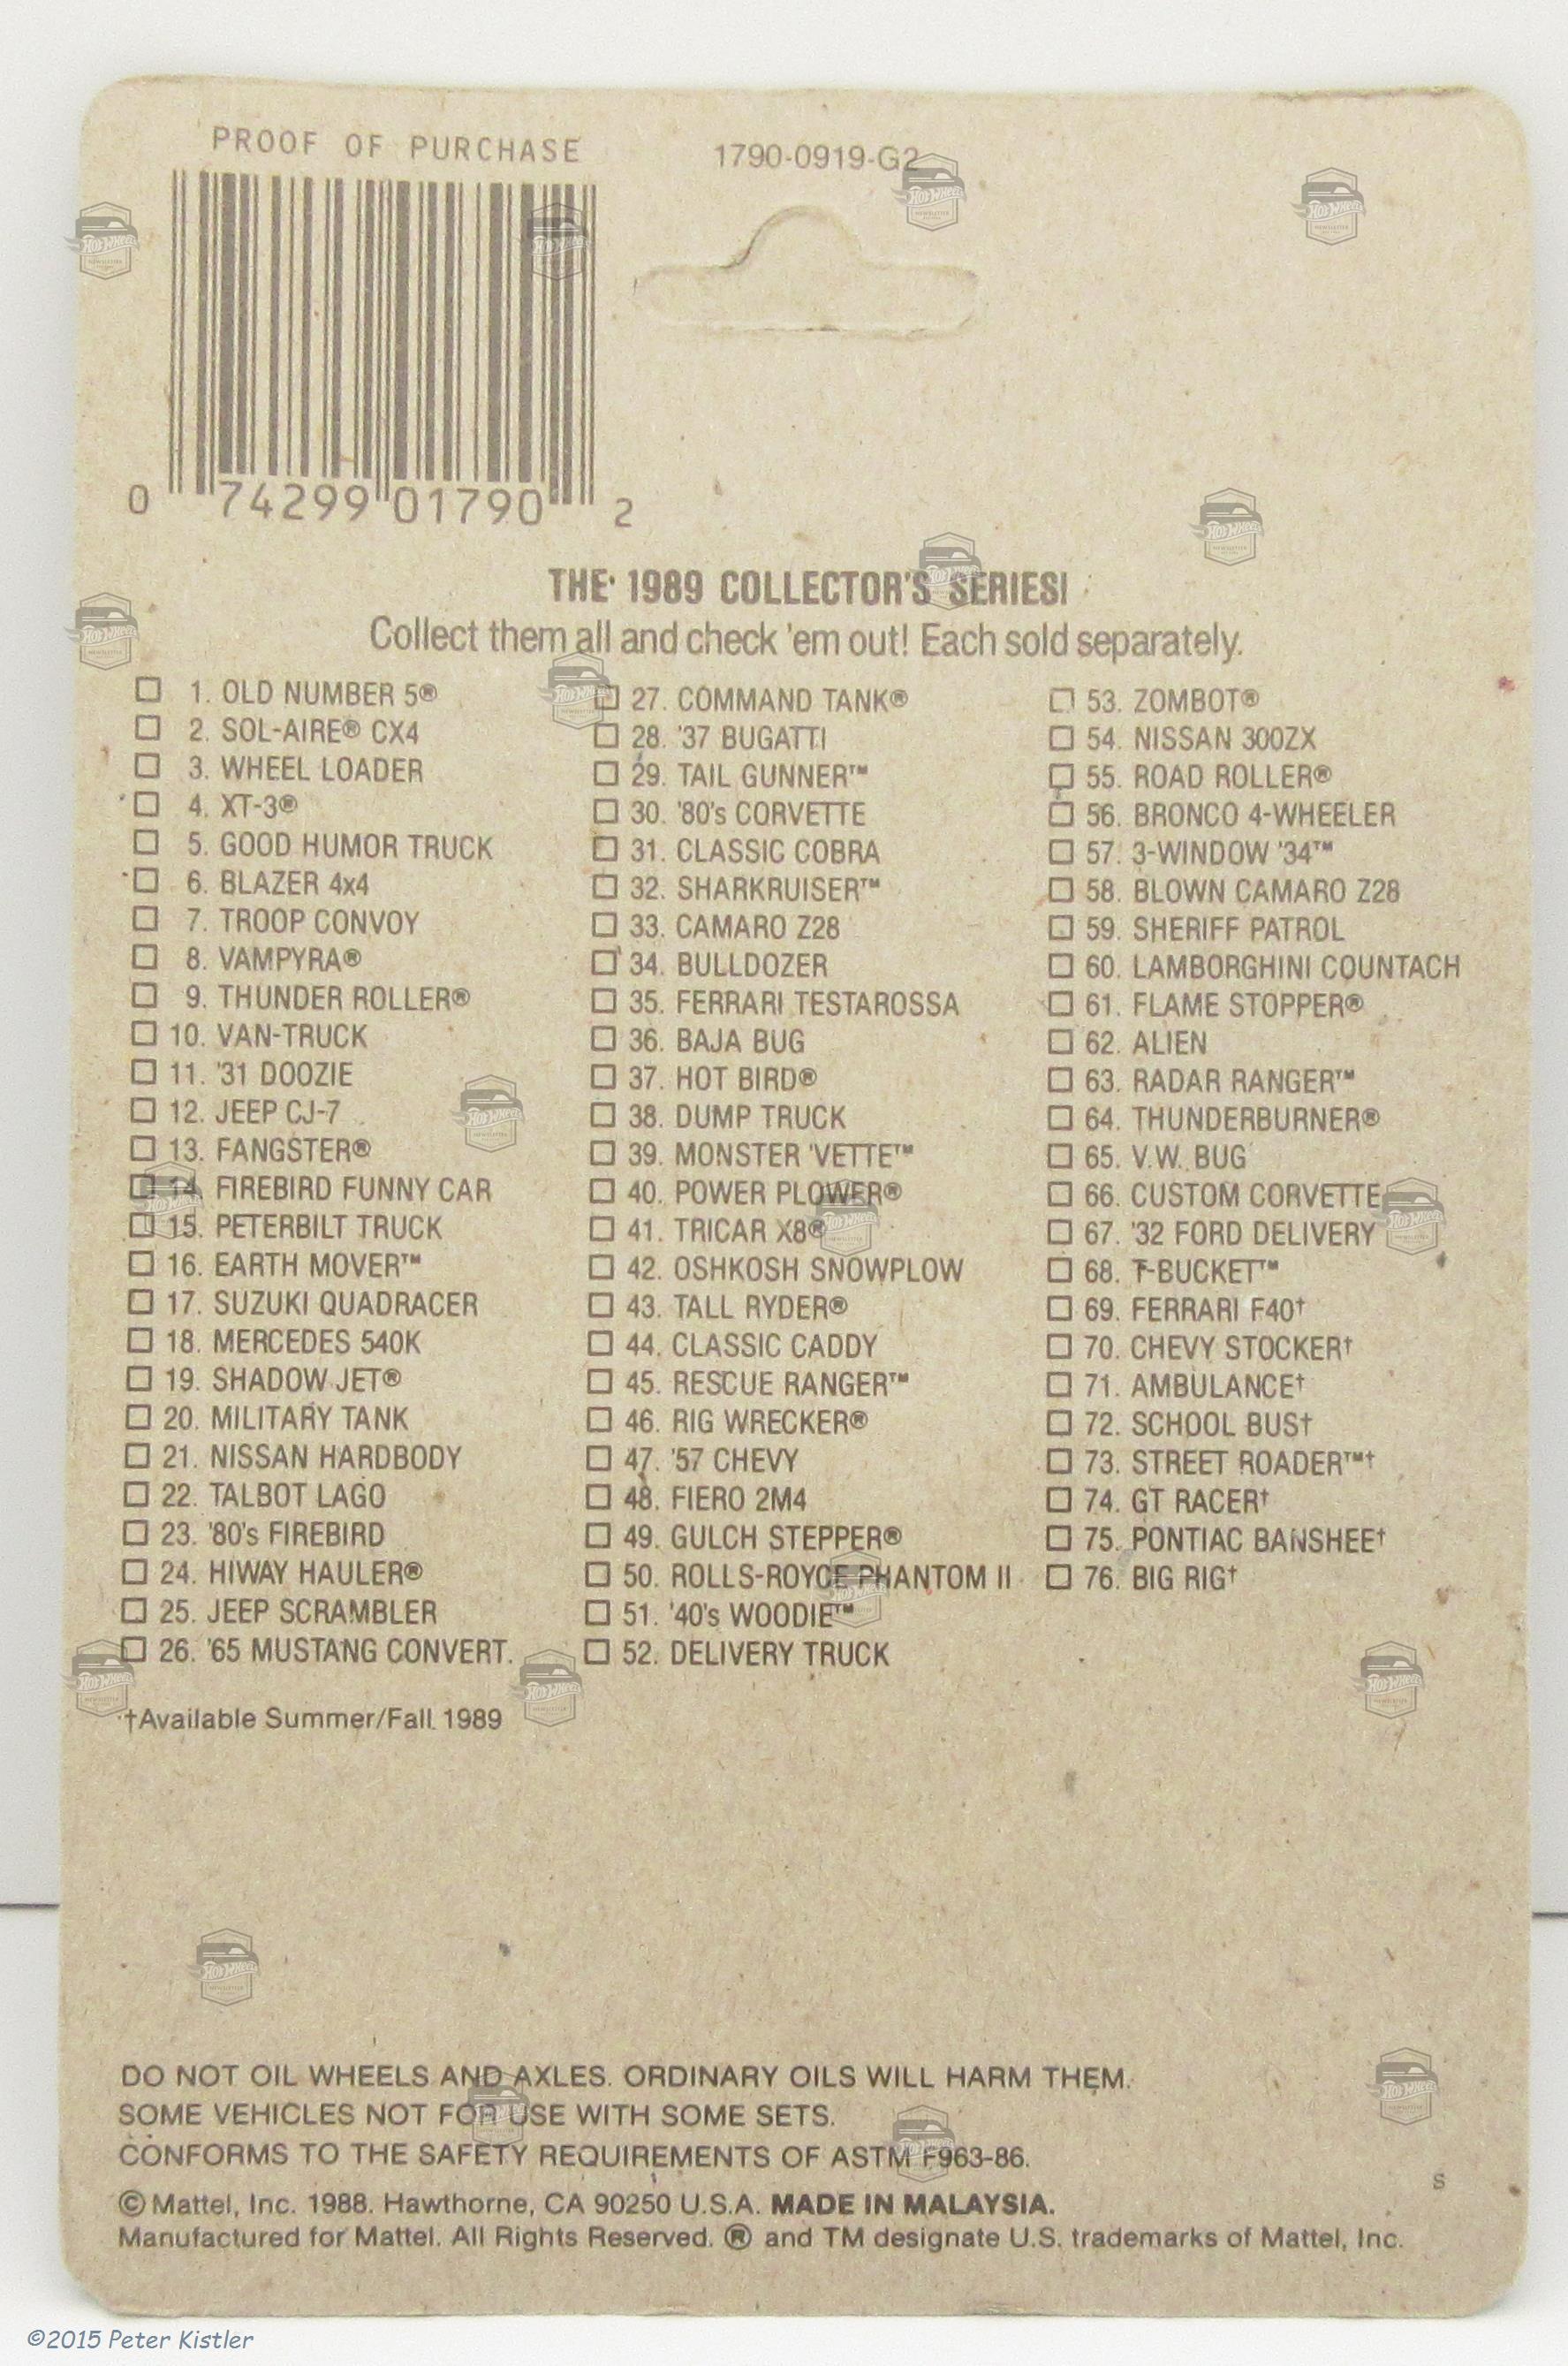 PROOF OF PURCHASE
1790-0919-G2
0 74299 01790 2
THE 1989 COLLECTOR'S SERIES!
Collect them all and check 'em out! Each sold separately.
1. OLD NUMBER 5®
2. SOL-AIRE® CX4
3. WHEEL LOADER
4. XT-3®
5. GOOD HUMOR TRUCK
6. BLAZER 4x4
7. TROOP CONVOY
8. VAMPYRA®
9. THUNDER ROLLER®
10. VAN-TRUCK
11. '31 DOOZIE
12. JEEP CJ-7
13. FANGSTER®
14. FIREBIRD FUNNY CAR
15. PETERBILT TRUCK
16. EARTH MOVER™
17. SUZUKI QUADRACER
18. MERCEDES 540K
19. SHADOW JET®
20. MILITARY TANK
21. NISSAN HARDBODY
22. TALBOT LAGO
23. '80's FIREBIRD
24. HIWAY HAULER®
25. JEEP SCRAMBLER
26. '65 MUSTANG CONVERT.
27. COMMAND TANK®
28. '37 BUGATTI
29. TAIL GUNNER™
30. '80's CORVETTE
31. CLASSIC COBRA
32. SHARKRUISER™
33. CAMARO Z28
34. BULLDOZER
35. FERRARI TESTAROSSA
36. BAJA BUG
37. HOT BIRD®
38. DUMP TRUCK
39. MONSTER 'VETTE™
40. POWER PLOWER®
41. TRICAR X8®
42. OSHKOSH SNOWPLOW
43. TALL RYDER®
44. CLASSIC CADDY
45. RESCUE RANGER™
46. RIG WRECKER®
47. '57 CHEVY
48. FIERO 2M4
49. GULCH STEPPER®
50. ROLLS-ROYCE PHANTOM II
51. '40's WOODIE™
52. DELIVERY TRUCK
53. ZOMBOT®
54. NISSAN 300ZX
55. ROAD ROLLER®
56. BRONCO 4-WHEELER
57. 3-WINDOW '34™
58. BLOWN CAMARO Z28
59. SHERIFF PATROL
60. LAMBORGHINI COUNTACH
61. FLAME STOPPER®
62. ALIEN
63. RADAR RANGER™
64. THUNDERBURNER®
65. V.W. BUG
66. CUSTOM CORVETTE
67. '32 FORD DELIVERY
68. T-BUCKET™
69. FERRARI F40†
70. CHEVY STOCKER†
71. AMBULANCE†
72. SCHOOL BUS†
73. STREET ROADER™†
74. GT RACER†
75. PONTIAC BANSHEE†
76. BIG RIG†
†Available Summer/Fall 1989
DO NOT OIL WHEELS AND AXLES. ORDINARY OILS WILL HARM THEM.
SOME VEHICLES NOT FOR USE WITH SOME SETS.
CONFORMS TO THE SAFETY REQUIREMENTS OF ASTM F963-86.
S
©Mattel, Inc. 1988. Hawthorne, CA 90250 U.S.A. MADE IN MALAYSIA.
Manufactured for Mattel. All Rights Reserved. ® and TM designate U.S. trademarks of Mattel, Inc.
©2015 Peter Kistler